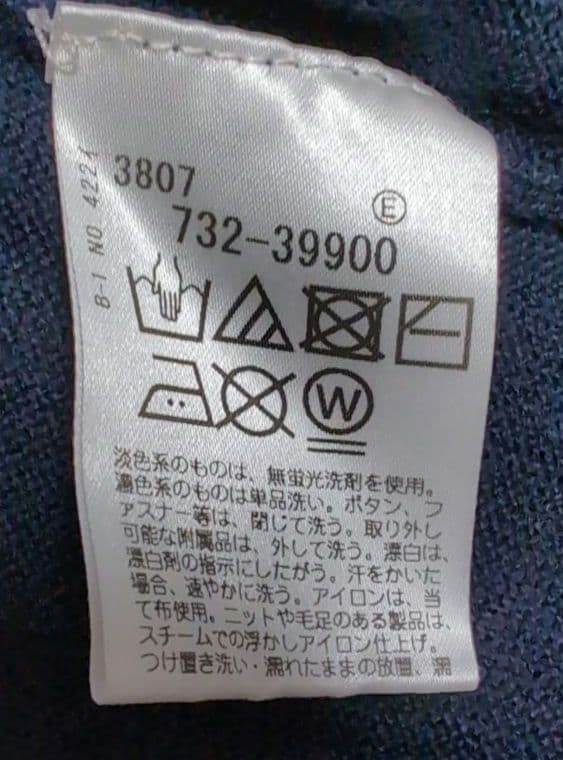 B-1 NO 4224
3807
E
732-39900
W
淡色系のものは、無蛍光洗剤を使用。
濃色系のものは単品洗い。ボタン、フ
ァスナー等は、閉じて洗う。取り外し
可能な附属品は、外して洗う。漂白は、
漂白剤の指示にしたがう。汗をかいた
場合、速やかに洗う。アイロンは、当
て布使用。ニットや毛足のある製品は、
スチームでの浮かしアイロン仕上げ。
つけ置き洗い・濡れたままの放置、濡